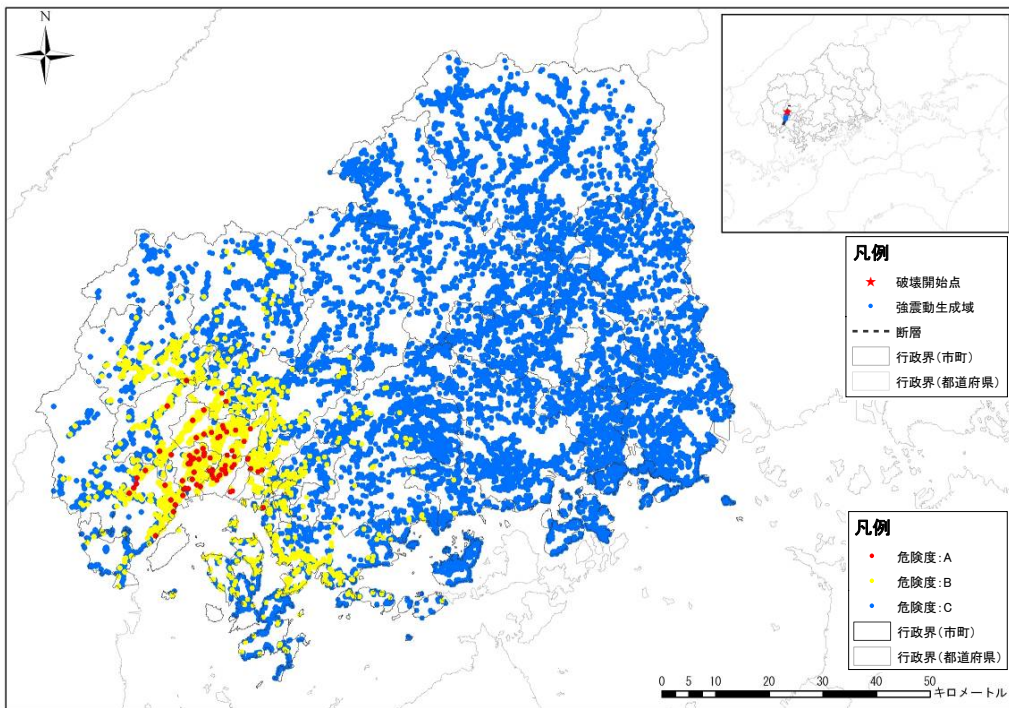 N
凡例
破壊開始点
強震動生成域
断層
行政界(市町)
行政界(都道府県)
凡例
危険度:A
危険度:B
危険度:C
行政界(市町)
行政界(都道府県)
0 5 10 20 30 40 50
キロメートル